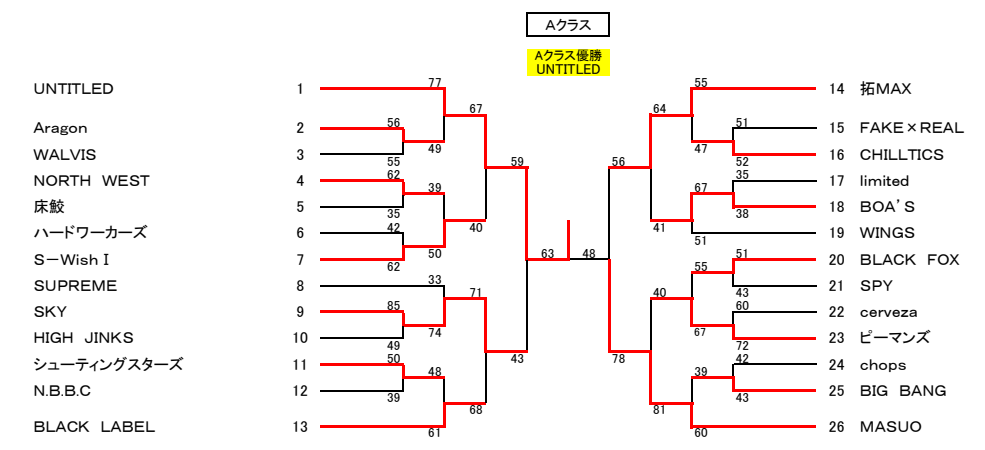 Aクラス
Aクラス優勝
UNTITLED
UNTITLED 1 77 55 14 拓MAX
67 64
Aragon 2 56 51 15 FAKE×REAL
49 47
WALVIS 3 55 59 56 52 16 CHILLTICS
NORTH WEST 4 62 39 67 35 17 limited
床鮫 5 35 38 18 BOA'S
40 41
ハードワーカーズ 6 42 51 19 WINGS
S-Wish I 7 62 50 63 48 55 51 20 BLACK FOX
SUPREME 8 33 43 21 SPY
71 40
SKY 9 85 60 22 cerveza
74 67
HIGH JINKS 10 49 72 23 ピーマンズ
シューティングスターズ 11 50 48 43 78 39 42 24 chops
N.B.B.C 12 39 43 25 BIG BANG
68 81
BLACK LABEL 13 61 60 26 MASUO